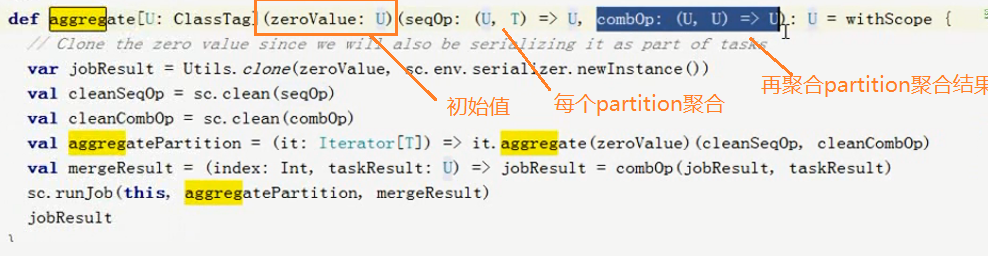 def aggregate[U: ClassTag](zeroValue: U)(seqOp: (U, T) => U, combOp: (U, U) => U): U = withScope {
// Clone the zero value since we will also be serializing it as part of tasks
var jobResult = Utils.clone(zeroValue, sc.env.serializer.newInstance())
再聚合partition聚合结果
初始值
每个partition聚合
val cleanSeqOp = sc.clean(seqOp)
val cleanCombOp = sc.clean(combOp)
val aggregatePartition = (it: Iterator[T]) => it.aggregate(zeroValue)(cleanSeqOp, cleanCombOp)
val mergeResult = (index: Int, taskResult: U) => jobResult = combOp(jobResult, taskResult)
sc.runJob(this, aggregatePartition, mergeResult)
jobResult
}